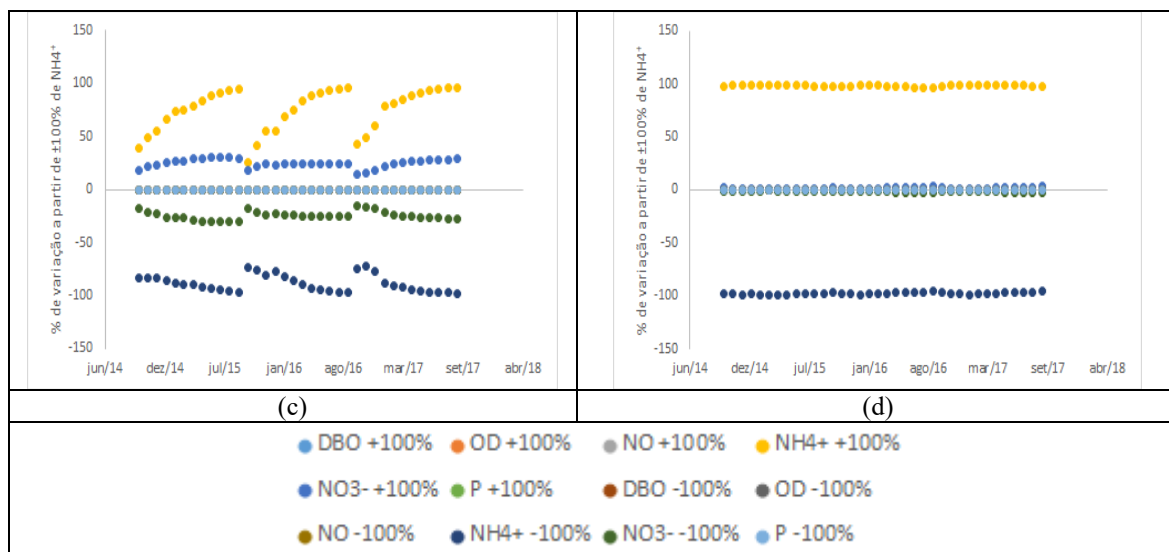 % de variação a partir de ±100% de NH4⁺
150
100
50
0
-50
-100
-150
jun/14 dez/14 jul/15 jan/16 ago/16 mar/17 set/17 abr/18
% de variação a partir de ±100% de NH4⁺
150
100
50
0
-50
-100
-150
jun/14 dez/14 jul/15 jan/16 ago/16 mar/17 set/17 abr/18
(c) (d)
DBO +100% OD +100% NO +100% NH4+ +100%
NO3- +100% P +100% DBO -100% OD -100%
NO -100% NH4+ -100% NO3- -100% P -100%